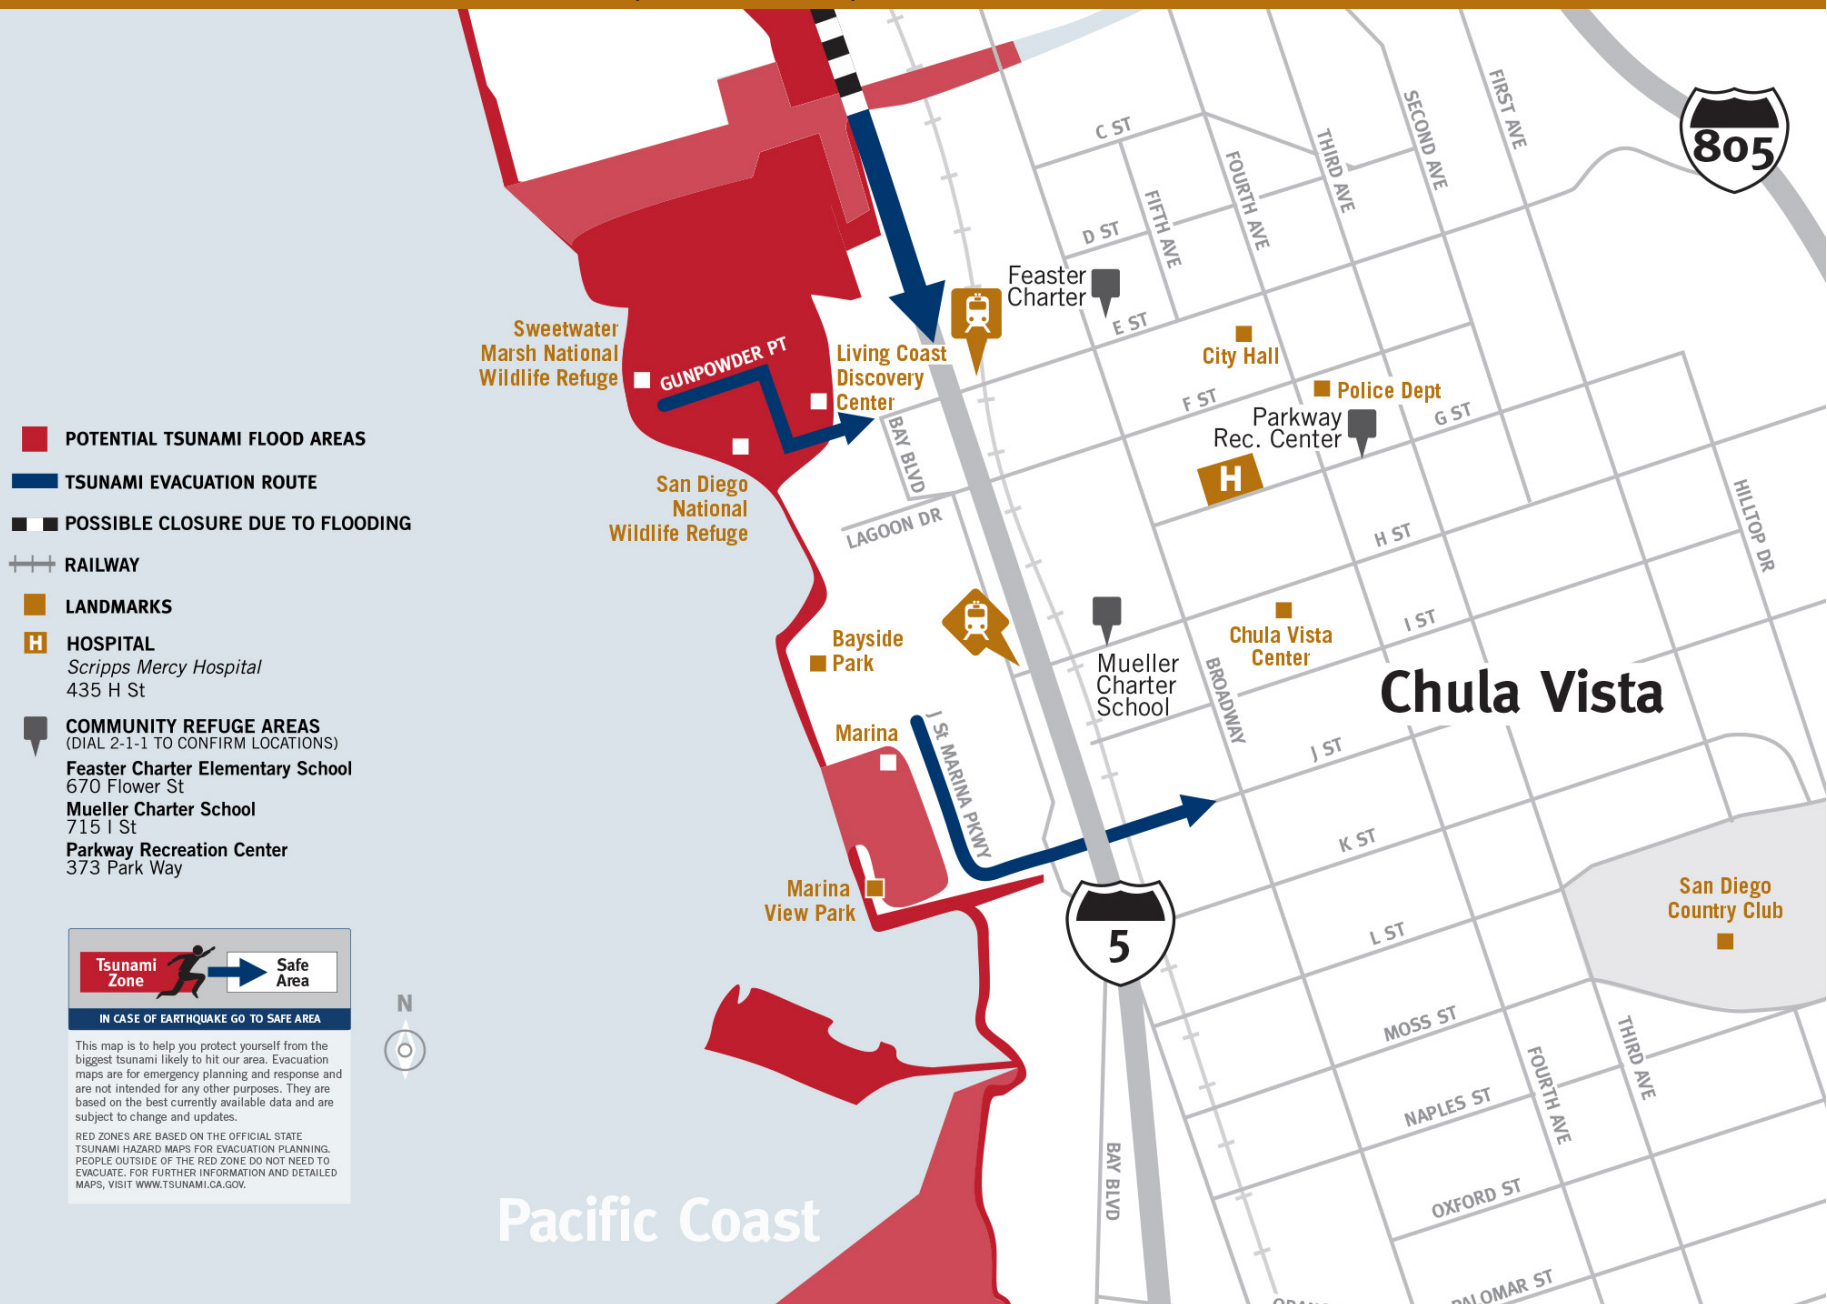 C ST
D ST
FIFTH AVE
FOURTH AVE
THIRD AVE
SECOND AVE
FIRST AVE
805
Feaster
Charter
E ST
City Hall
Police Dept
F ST
Parkway
Rec. Center
G ST
H
Sweetwater
Marsh National
Wildlife Refuge
GUNPOWDER PT
Living Coast
Discovery
Center
BAY BLVD
San Diego
National
Wildlife Refuge
LAGOON DR
H ST
HILLTOP DR
POTENTIAL TSUNAMI FLOOD AREAS
TSUNAMI EVACUATION ROUTE
POSSIBLE CLOSURE DUE TO FLOODING
RAILWAY
LANDMARKS
H HOSPITAL
Scripps Mercy Hospital
435 H St
COMMUNITY REFUGE AREAS
(DIAL 2-1-1 TO CONFIRM LOCATIONS)
Feaster Charter Elementary School
670 Flower St
Mueller Charter School
715 I St
Parkway Recreation Center
373 Park Way
Bayside
Park
Mueller
Charter
School
Chula Vista
Center
I ST
BROADWAY
Chula Vista
Marina
J St MARINA PKWY
J ST
K ST
Marina
View Park
5
L ST
San Diego
Country Club
MOSS ST
THIRD AVE
FOURTH AVE
NAPLES ST
BAY BLVD
OXFORD ST
PALOMAR ST
Tsunami
Zone
Safe
Area
IN CASE OF EARTHQUAKE GO TO SAFE AREA
N
This map is to help you protect yourself from the
biggest tsunami likely to hit our area. Evacuation
maps are for emergency planning and response and
are not intended for any other purposes. They are
based on the best currently available data and are
subject to change and updates.
RED ZONES ARE BASED ON THE OFFICIAL STATE
TSUNAMI HAZARD MAPS FOR EVACUATION PLANNING.
PEOPLE OUTSIDE OF THE RED ZONE DO NOT NEED TO
EVACUATE. FOR FURTHER INFORMATION AND DETAILED
MAPS, VISIT WWW.TSUNAMI.CA.GOV.
Pacific Coast